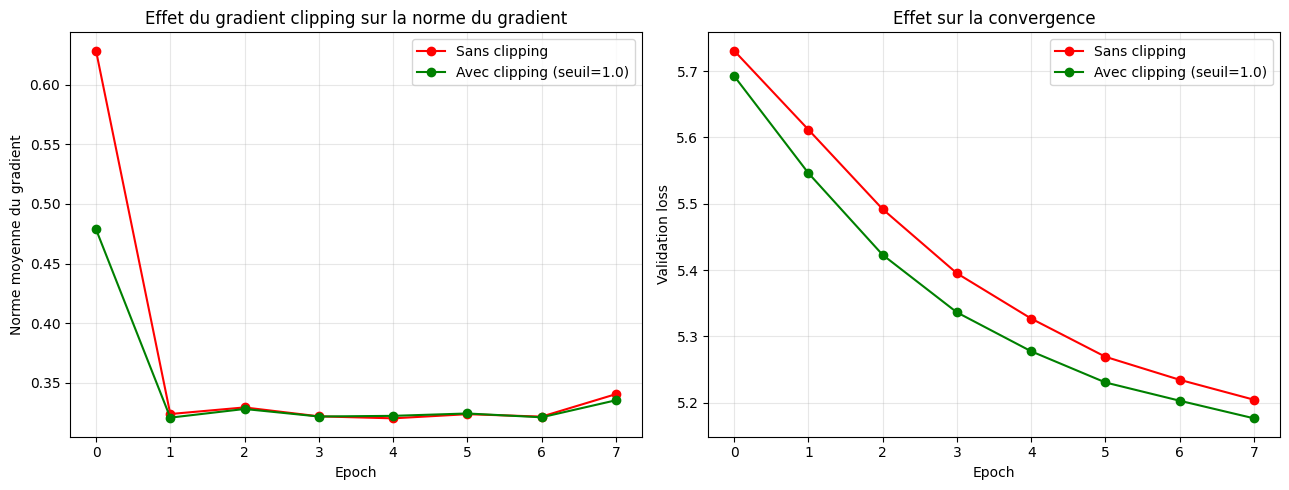 Effet du gradient clipping sur la norme du gradient
Sans clipping
Avec clipping (seuil=1.0)
Norme moyenne du gradient
0.60
0.55
0.50
0.45
0.40
0.35
0 1 2 3 4 5 6 7
Epoch
Effet sur la convergence
Sans clipping
Avec clipping (seuil=1.0)
Validation loss
5.7
5.6
5.5
5.4
5.3
5.2
0 1 2 3 4 5 6 7
Epoch